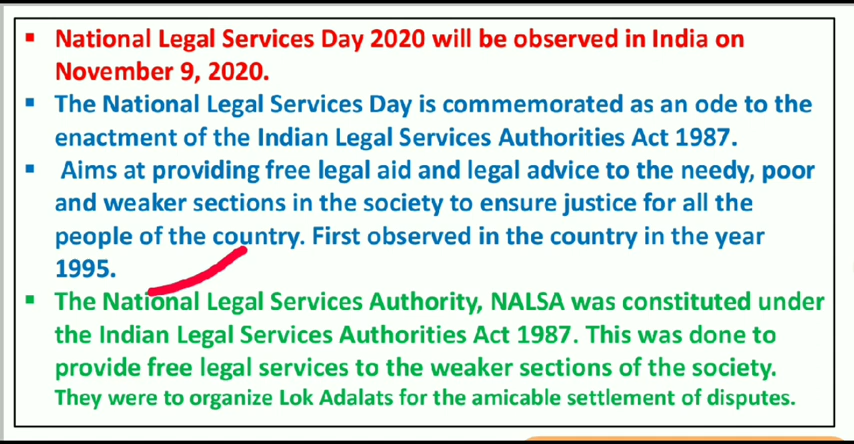 ▪ National Legal Services Day 2020 will be observed in India on
November 9, 2020.
▪ The National Legal Services Day is commemorated as an ode to the
enactment of the Indian Legal Services Authorities Act 1987.
▪ Aims at providing free legal aid and legal advice to the needy, poor
and weaker sections in the society to ensure justice for all the
people of the country. First observed in the country in the year
1995.
▪ The National Legal Services Authority, NALSA was constituted under
the Indian Legal Services Authorities Act 1987. This was done to
provide free legal services to the weaker sections of the society.
They were to organize Lok Adalats for the amicable settlement of disputes.